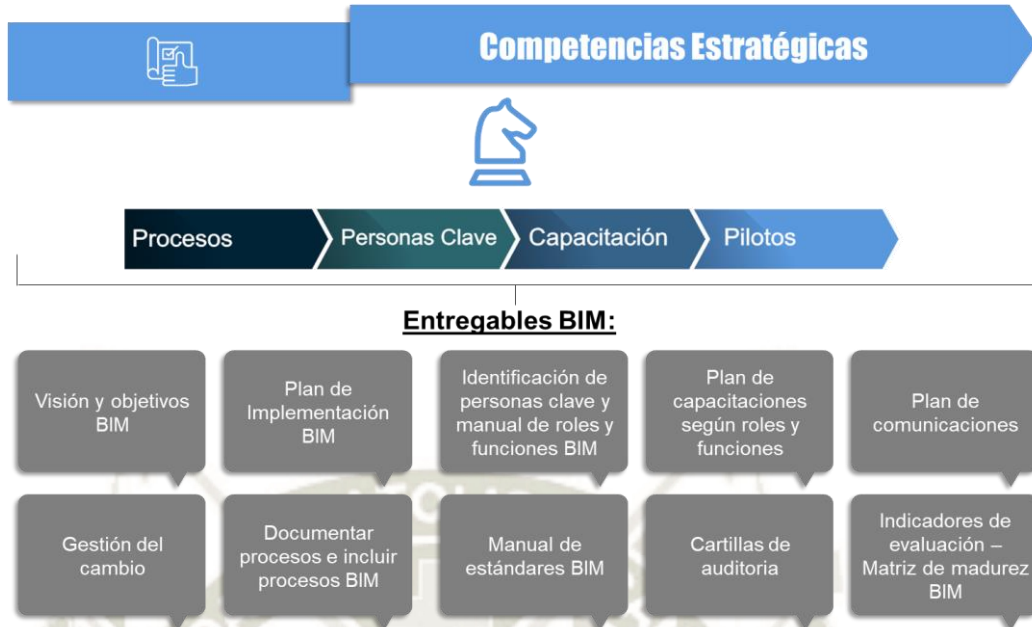 Competencias Estratégicas
Procesos
Personas Clave
Capacitación
Pilotos
Entregables BIM:
Visión y objetivos
BIM
Plan de
Implementación
BIM
Identificación de
personas clave y
manual de roles y
funciones BIM
Plan de
capacitaciones
según roles y
funciones
Plan de
comunicaciones
Gestión del
cambio
Documentar
procesos e incluir
procesos BIM
Manual de
estándares BIM
Cartillas de
auditoria
Indicadores de
evaluación –
Matriz de madurez
BIM